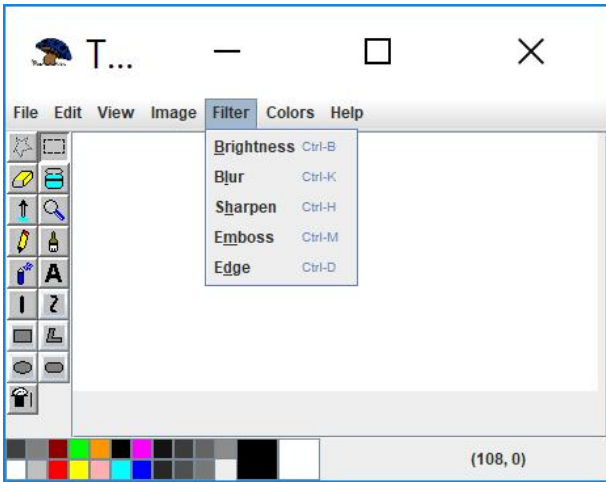 T...
File Edit View Image Filter Colors Help
Brightness Ctrl-B
Blur Ctrl-K
Sharpen Ctrl-H
Emboss Ctrl-M
Edge Ctrl-D
A
(108, 0)